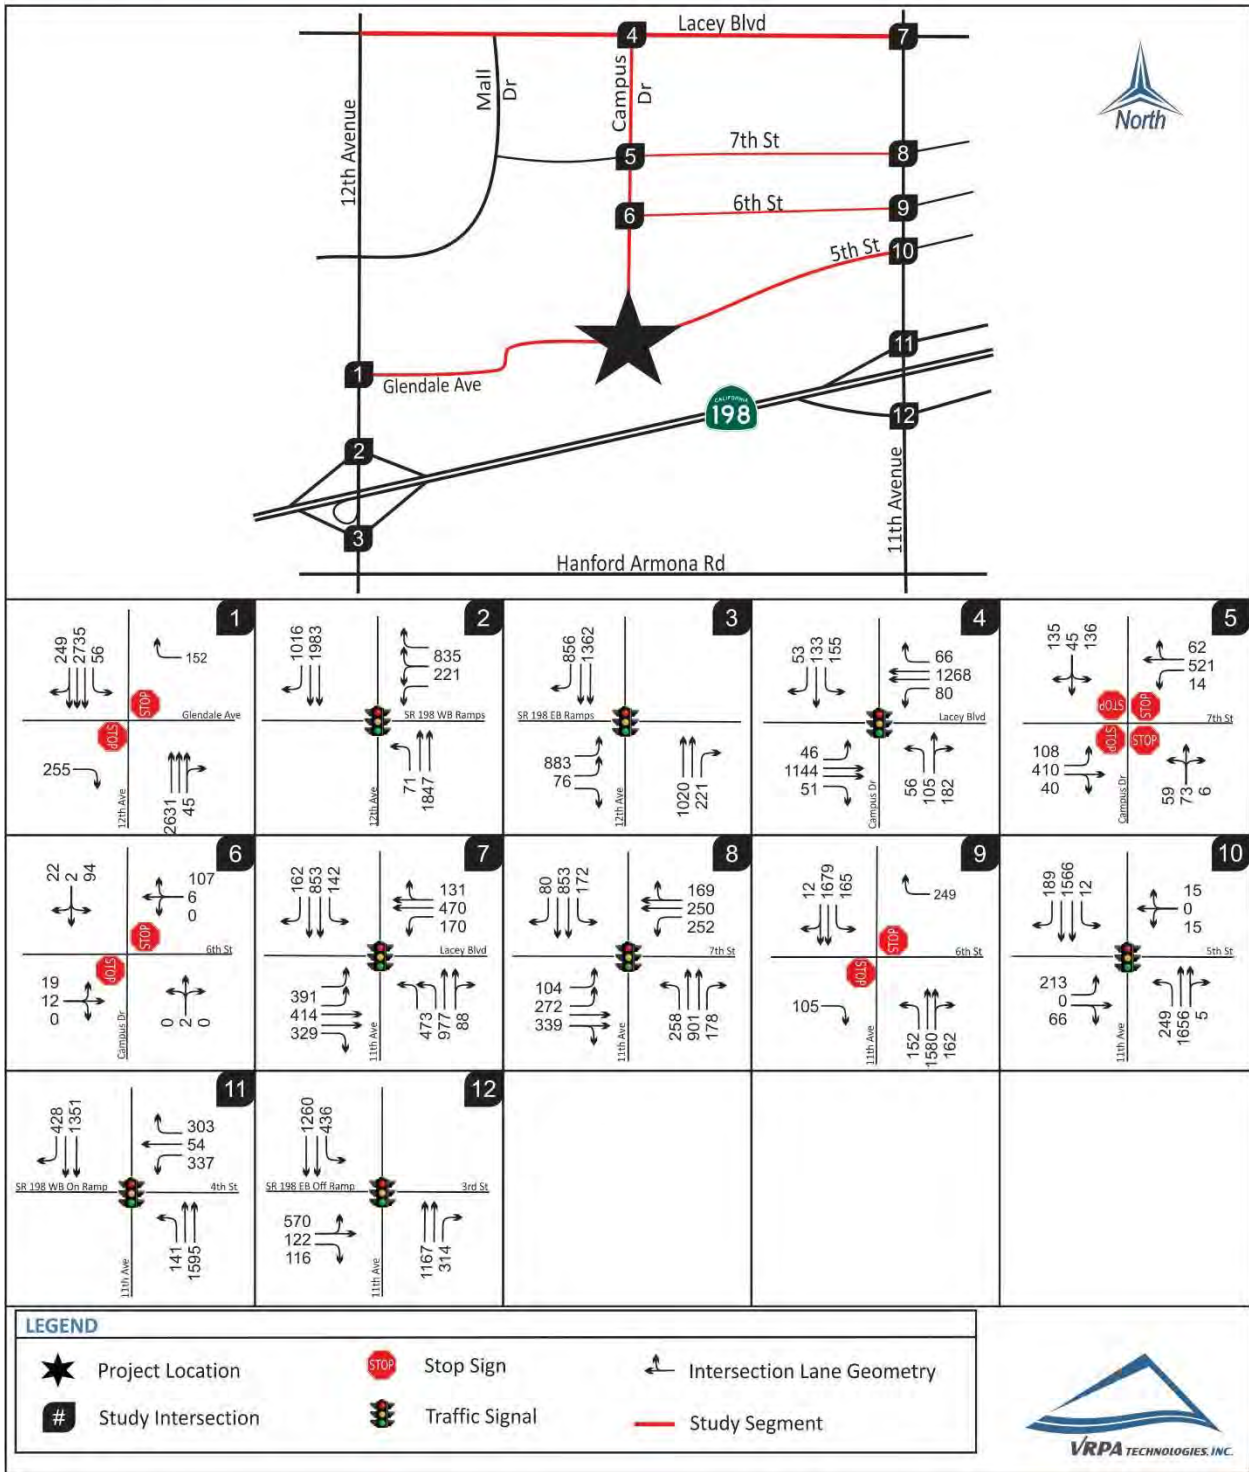 Lacey Blvd
4
7
Mall Dr
Campus Dr
North
12th Avenue
7th St
5
8
6th St
6
9
5th St
10
11
1
Glendale Ave
CALIFORNIA
198
12
2
3
11th Avenue
Hanford Armona Rd
1
249
2735
56
152
STOP
Glendale Ave
STOP
255
12th Ave
2631
45
2
1016
1983
835
221
SR 198 WB Ramps
71
1847
12th Ave
3
856
1362
SR 198 EB Ramps
883
76
1020
221
12th Ave
4
53
133
155
66
1268
80
Lacey Blvd
46
1144
51
Campus Dr
56
105
182
5
135
45
136
62
521
14
STOP
STOP
7th St
STOP
STOP
108
410
40
Campus Dr
59
73
6
6
22
2
94
107
6
0
STOP
6th St
STOP
19
12
0
Campus Dr
0
2
0
7
162
853
142
131
470
170
Lacey Blvd
391
414
329
11th Ave
473
977
88
8
80
853
172
169
250
252
7th St
104
272
339
11th Ave
258
901
178
9
12
1679
165
249
STOP
6th St
STOP
105
11th Ave
152
1580
162
10
189
1566
12
15
0
15
5th St
213
0
66
11th Ave
249
1656
5
11
428
1351
303
54
337
SR 198 WB On Ramp
4th St
11th Ave
141
1595
12
1260
436
SR 198 EB Off Ramp
3rd St
570
122
116
11th Ave
1167
314
LEGEND
Project Location
STOP Stop Sign
Intersection Lane Geometry
# Study Intersection
Traffic Signal
Study Segment
VRPA TECHNOLOGIES, INC.